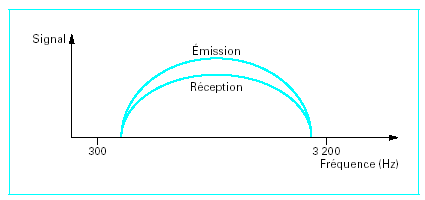 Signal
Émission
Réception
300
3 200
Fréquence (Hz)